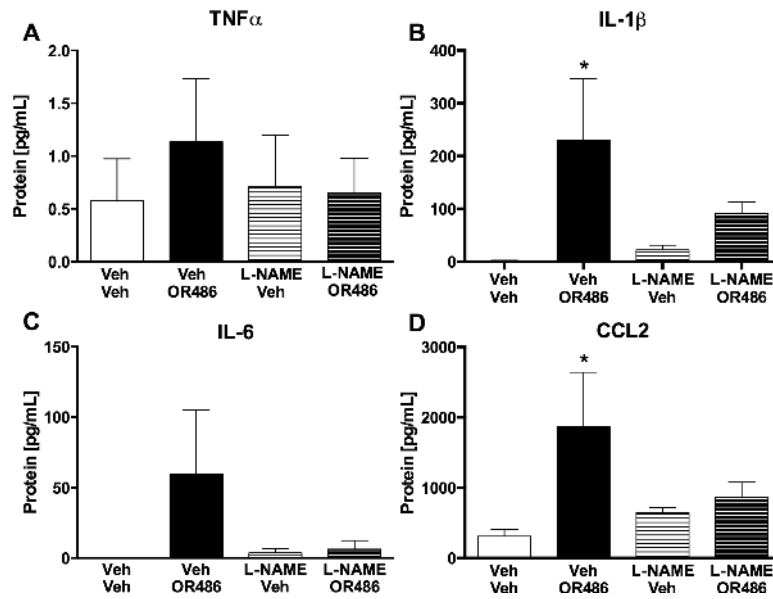 A
TNFα
Protein [pg/mL]
2.0
1.5
1.0
0.5
0.0
Veh Veh L-NAME L-NAME
Veh OR486 Veh OR486
B
IL-1β
Protein [pg/mL]
400
300
200
100
0
*
Veh Veh L-NAME L-NAME
Veh OR486 Veh OR486
C
IL-6
Protein [pg/mL]
150
100
50
0
Veh Veh L-NAME L-NAME
Veh OR486 Veh OR486
D
CCL2
Protein [pg/mL]
3000
2000
1000
0
*
Veh Veh L-NAME L-NAME
Veh OR486 Veh OR486